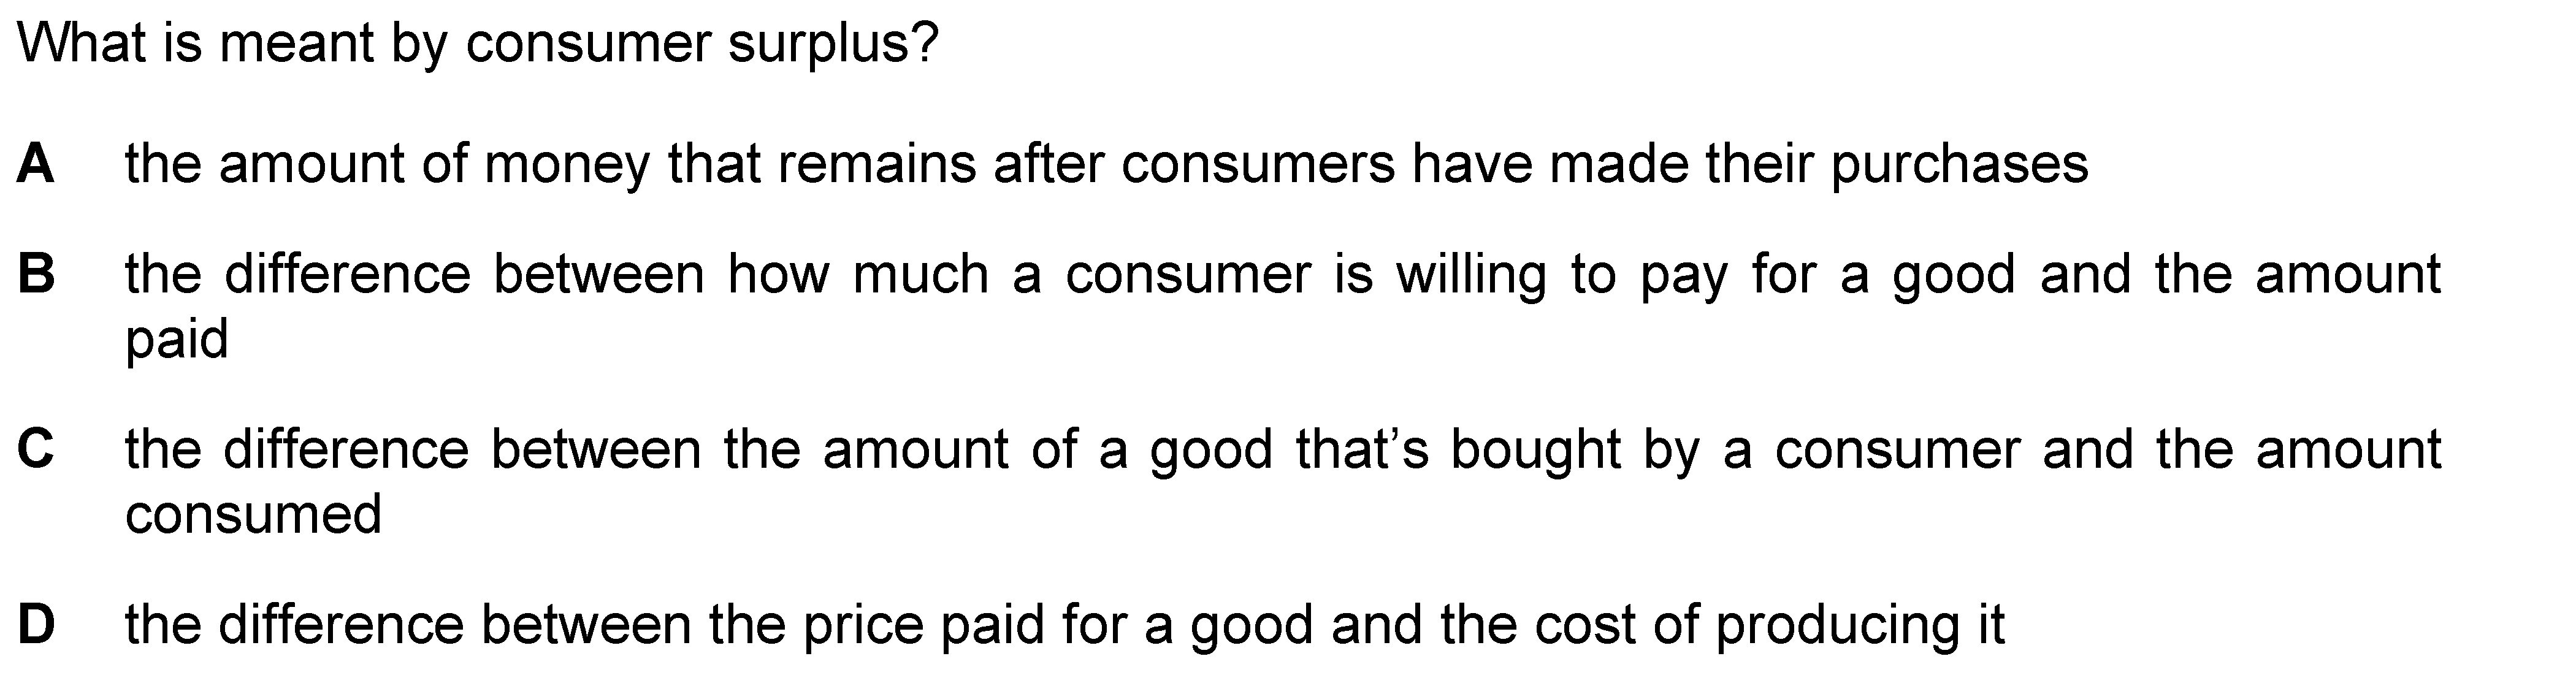 What is meant by consumer surplus?
A the amount of money that remains after consumers have made their purchases
B the difference between how much a consumer is willing to pay for a good and the amount
paid
C the difference between the amount of a good that’s bought by a consumer and the amount
consumed
D the difference between the price paid for a good and the cost of producing it